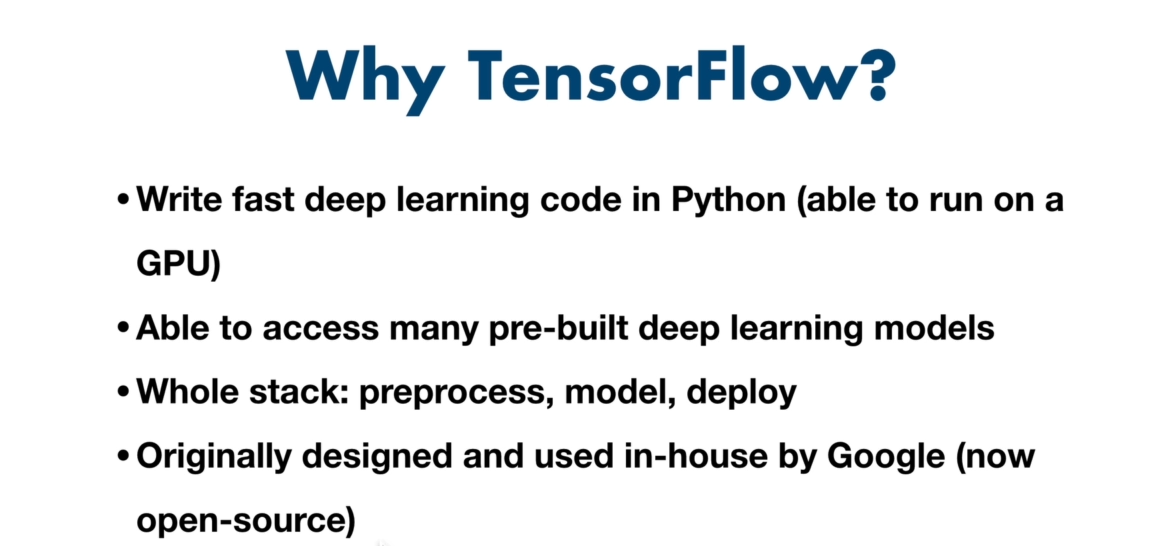 Why TensorFlow?
• Write fast deep learning code in Python (able to run on a
GPU)
• Able to access many pre-built deep learning models
• Whole stack: preprocess, model, deploy
• Originally designed and used in-house by Google (now
open-source)